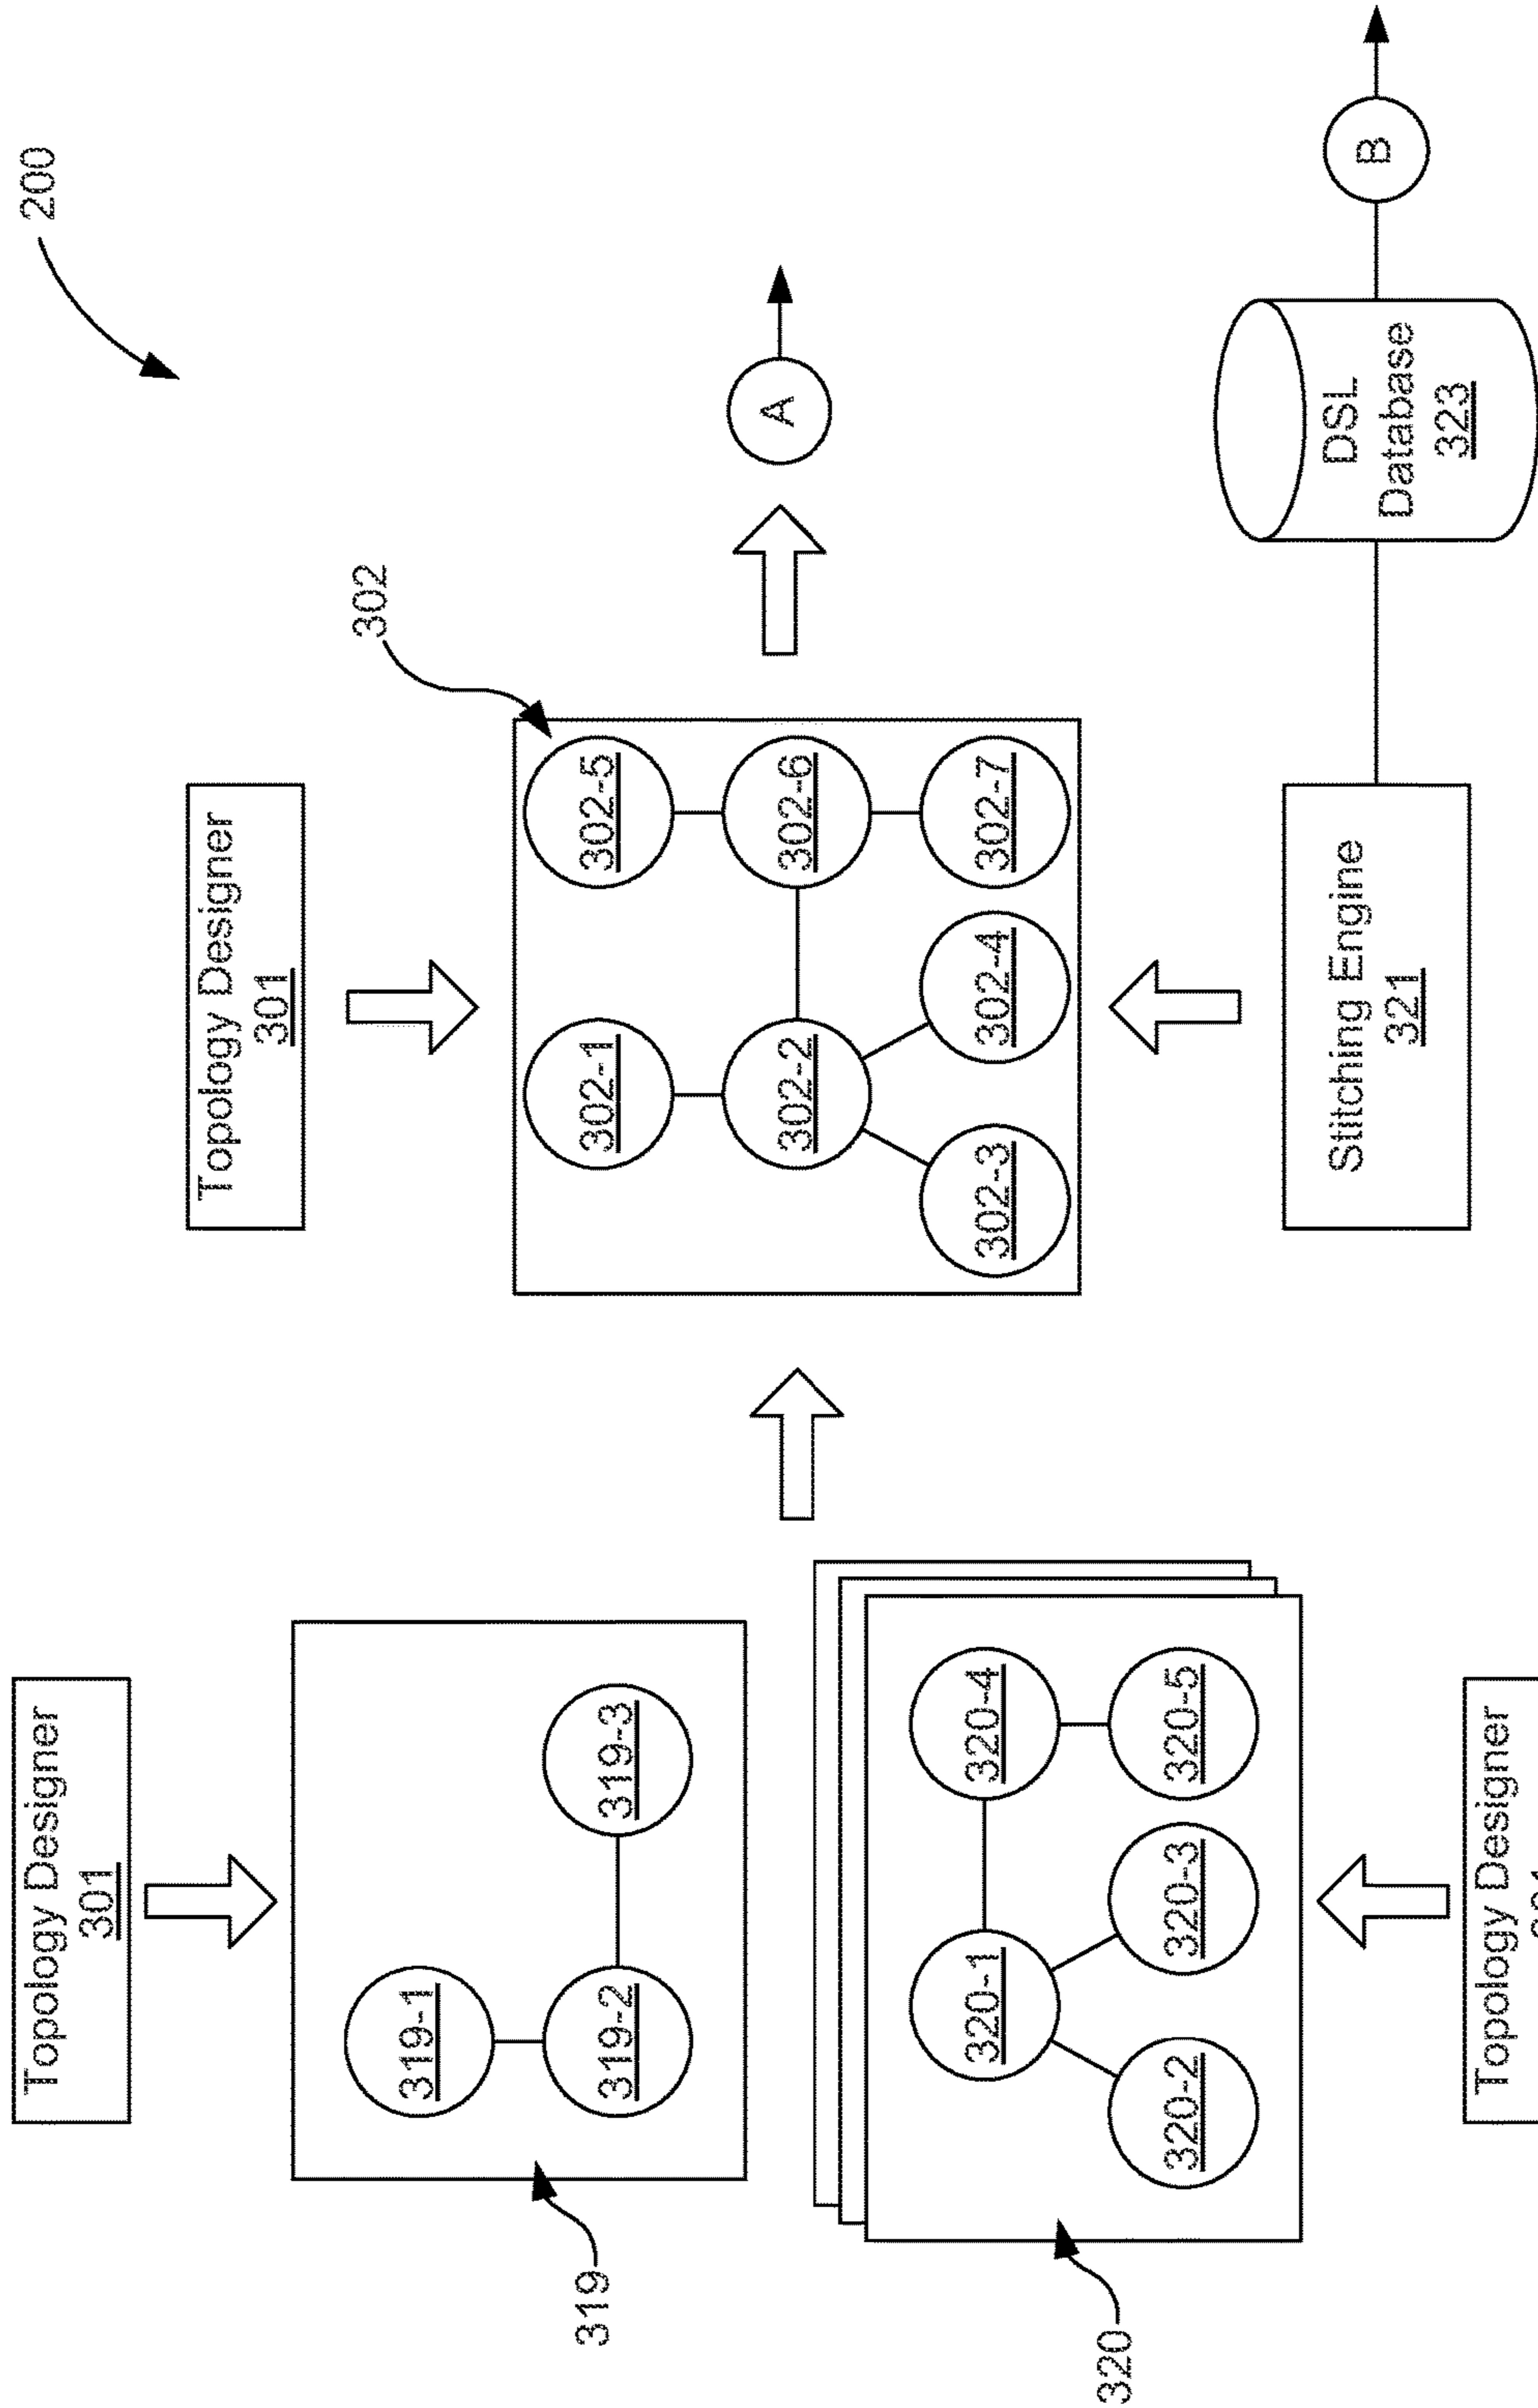 200
Topology Designer
301
319
319-1
319-2
319-3
320
320-1
320-2
320-3
320-4
320-5
Topology Designer
Topology Designer
301
302
302-1
302-2
302-3
302-4
302-5
302-6
302-7
Stitching Engine
321
DSL
Database
323
A
B